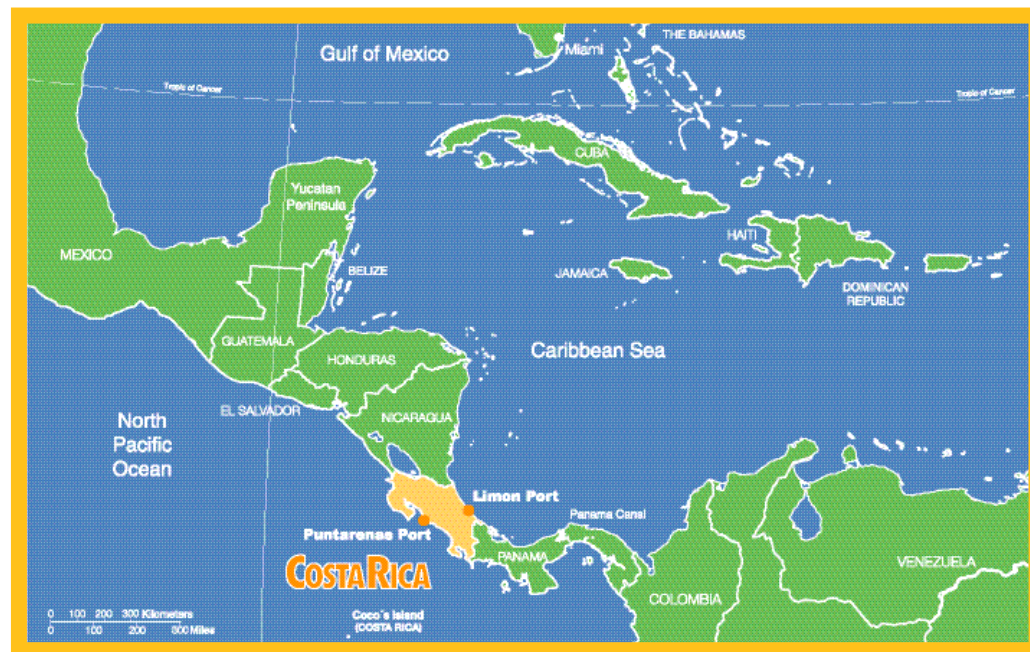 THE BAHAMAS
Miami
Gulf of Mexico
Tropic of Cancer
Tropic of Cancer
CUBA
Yucatan
Peninsula
HAITI
MEXICO
BELIZE
JAMAICA
DOMINICAN
REPUBLIC
GUATEMALA
HONDURAS
Caribbean Sea
EL SALVADOR
NICARAGUA
North
Pacific
Ocean
Limon Port
Panama Canal
Puntarenas Port
PANAMA
VENEZUELA
COSTA RICA
COLOMBIA
0 100 200 300 Kilometers
0 100 200 300 Miles
Coco´s Island
(COSTA RICA)